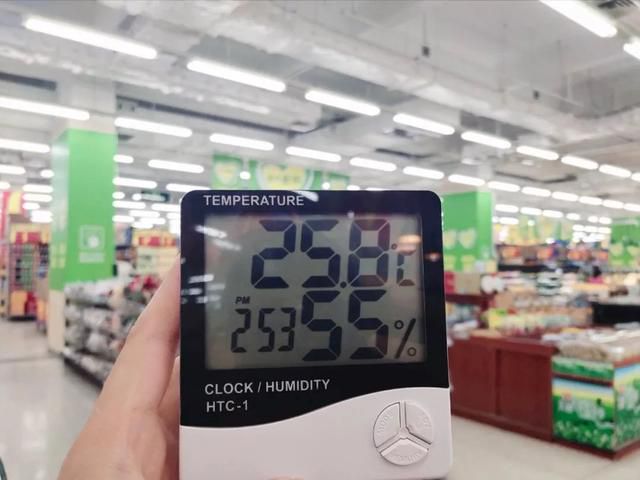 TEMPERATURE
25.8℃
PM
253 55%
CLOCK / HUMIDITY
HTC-1